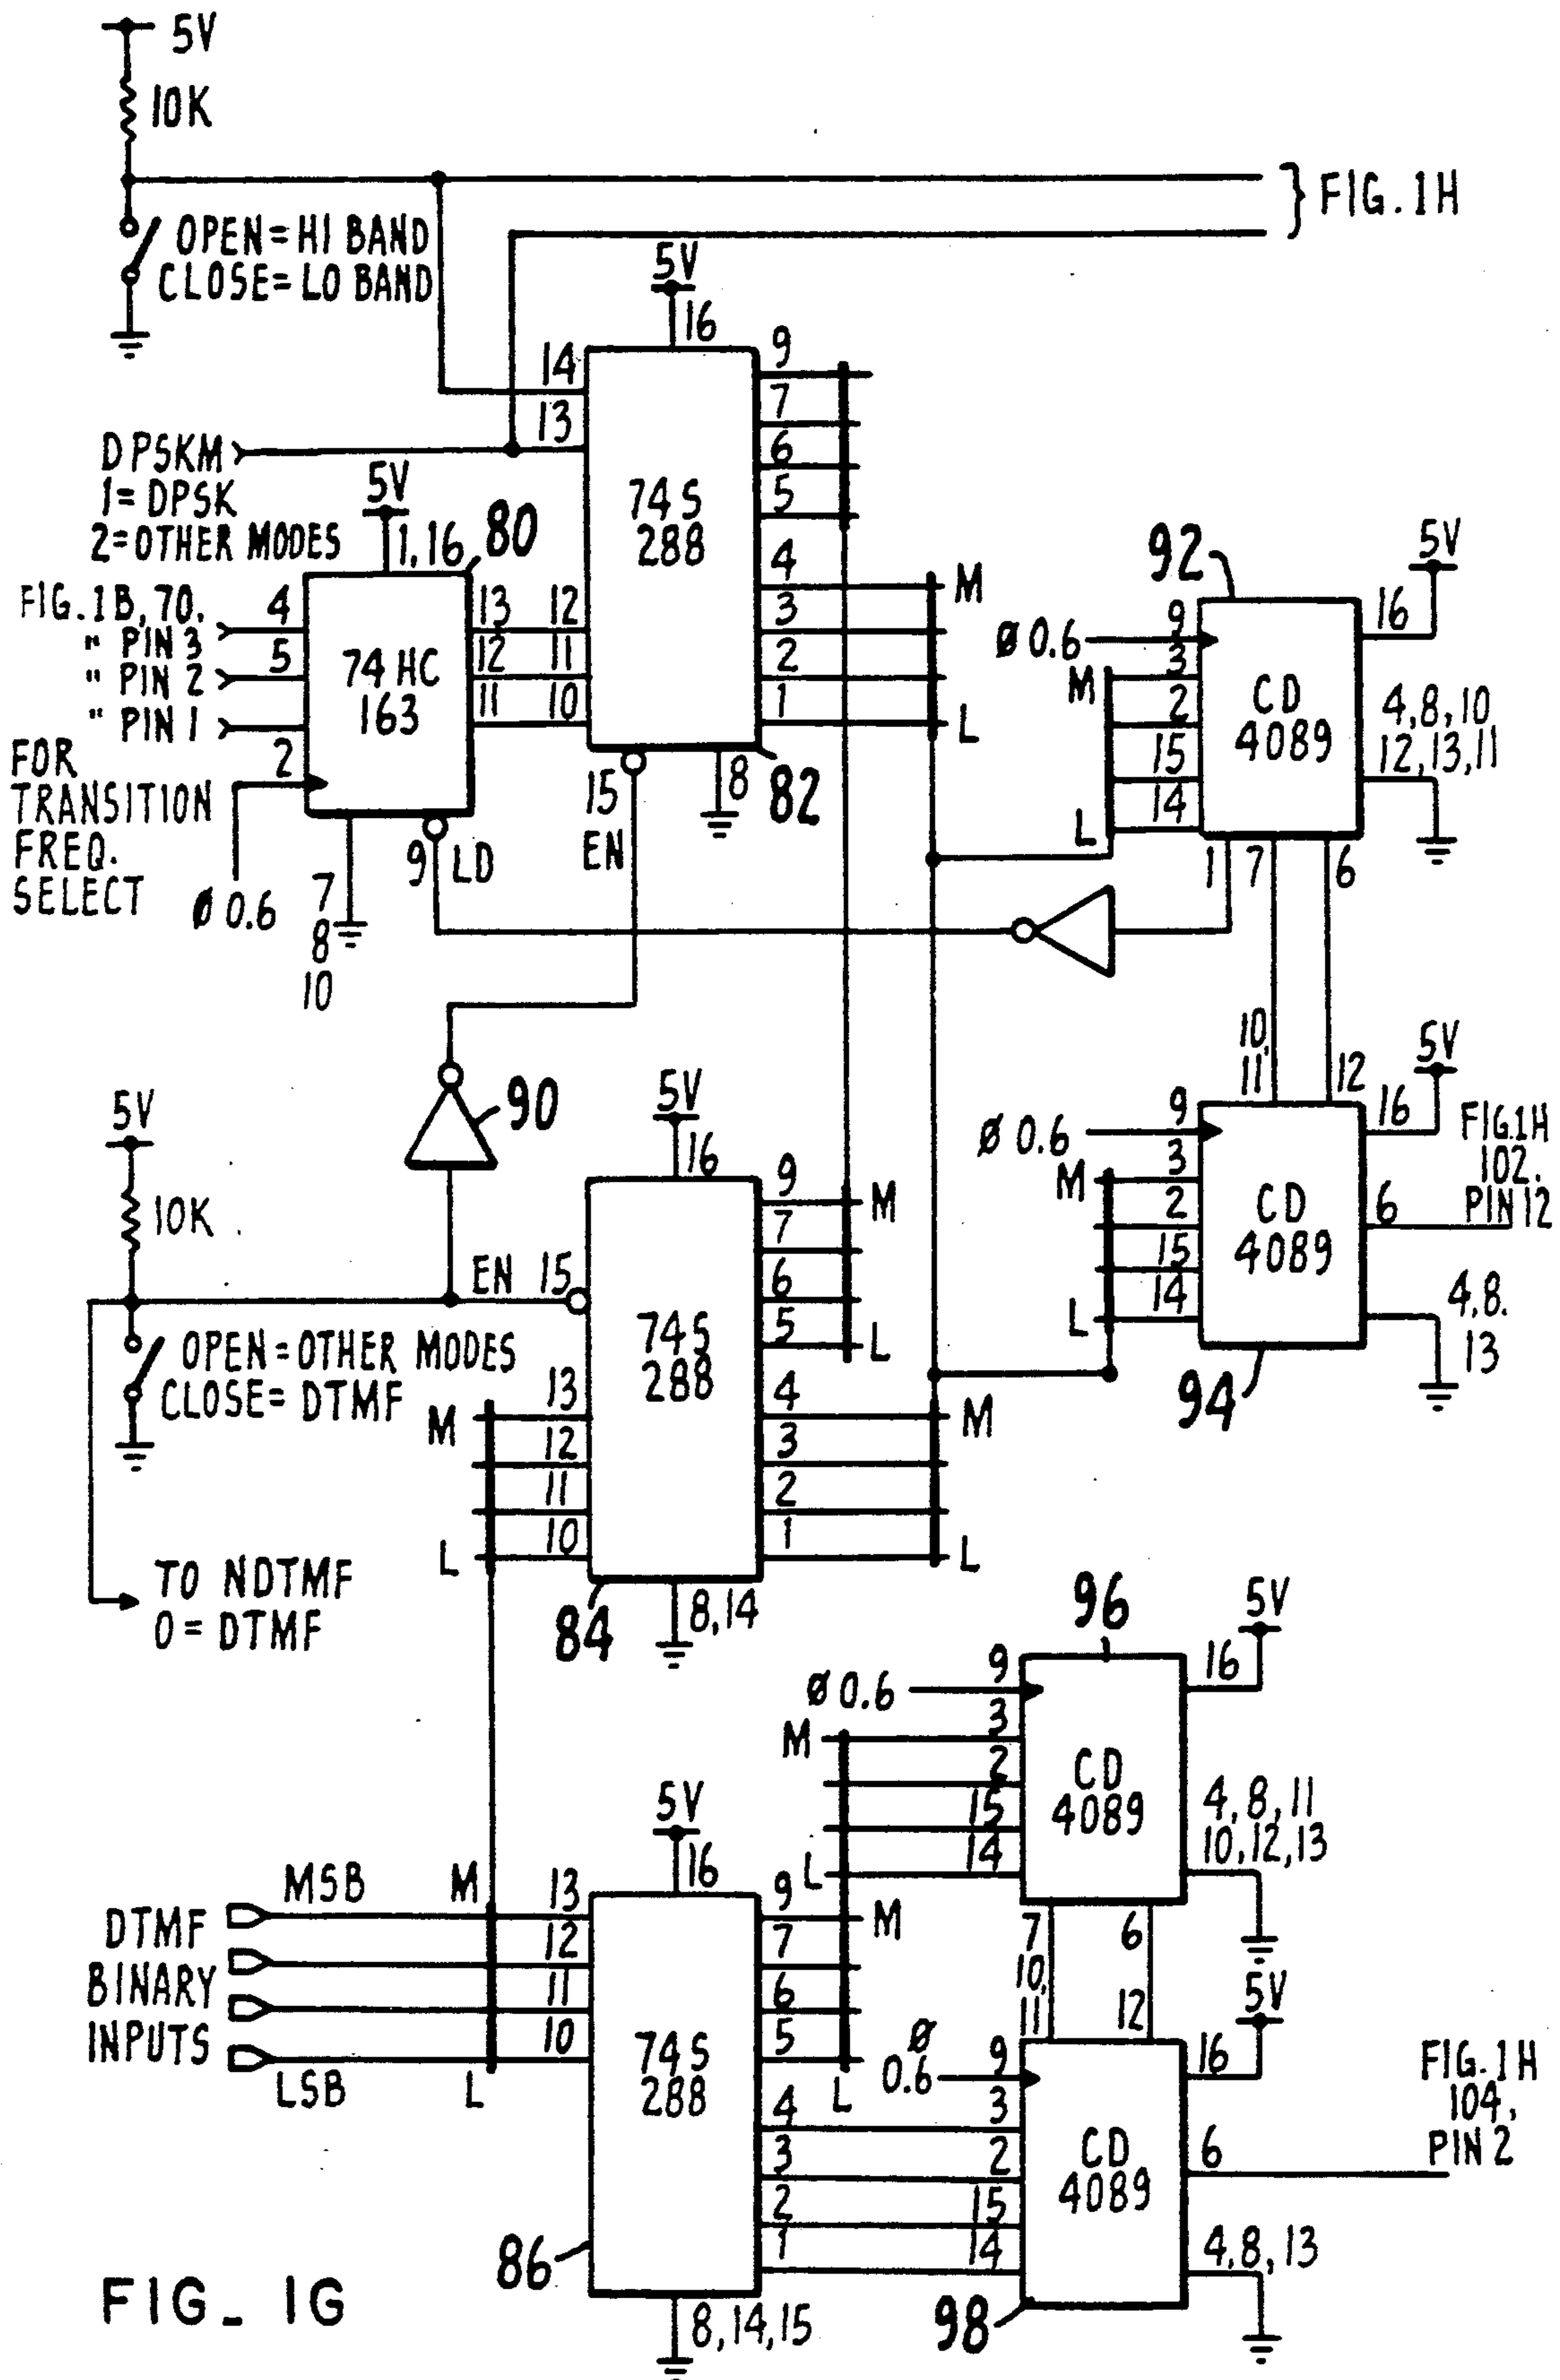 5V
10K
OPEN=HI BAND
CLOSE=LO BAND
} FIG. 1H
5V
16
14
13
9
7
6
5
4
3
2
1
M
L
74S
288
15
EN
8
82
DPSKM
1=DPSK
2=OTHER MODES
5V
1,16
80
FIG.1B,70.
" PIN 3
" PIN 2
" PIN 1
4
5
2
74HC
163
13
12
11
12
11
10
FOR
TRANSITION
FREQ.
SELECT
Ø 0.6
7
8
10
9
LD
92
5V
16
Ø 0.6
9
3
2
15
14
M
L
CD
4089
4,8,10
12,13,11
1
7
6
10,
11
12
5V
16
Ø 0.6
9
3
2
15
14
M
L
CD
4089
6
FIG.1H
102.
PIN 12
4,8.
13
94
90
5V
10K
EN
15
OPEN=OTHER MODES
CLOSE=DTMF
TO NDTMF
0=DTMF
5V
16
74S
288
9
7
6
5
M
L
4
3
2
1
M
L
M
L
13
12
11
10
84
8,14
96
5V
16
Ø 0.6
9
3
2
15
14
M
L
CD
4089
4,8,11
10,12,13
7
6
10,
11
12
DTMF
BINARY
INPUTS
MSB
LSB
M
L
13
12
11
10
5V
16
74S
288
9
7
6
5
M
L
4
3
2
1
86
8,14,15
Ø
0.6
9
3
2
15
14
CD
4089
5V
16
6
FIG. 1H
104,
PIN 2
4,8,13
98
FIG_ 1G